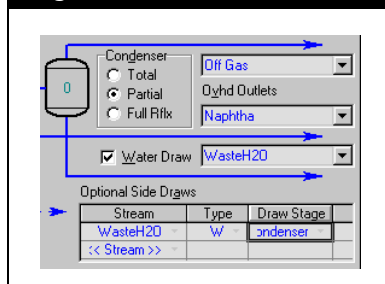 Condenser
Total
Partial
Full Rflx
0
Off Gas
Ovhd Outlets
Naphtha
Water Draw
WasteH2O
Optional Side Draws
Stream Type Draw Stage
WasteH2O W ondenser
<< Stream >>